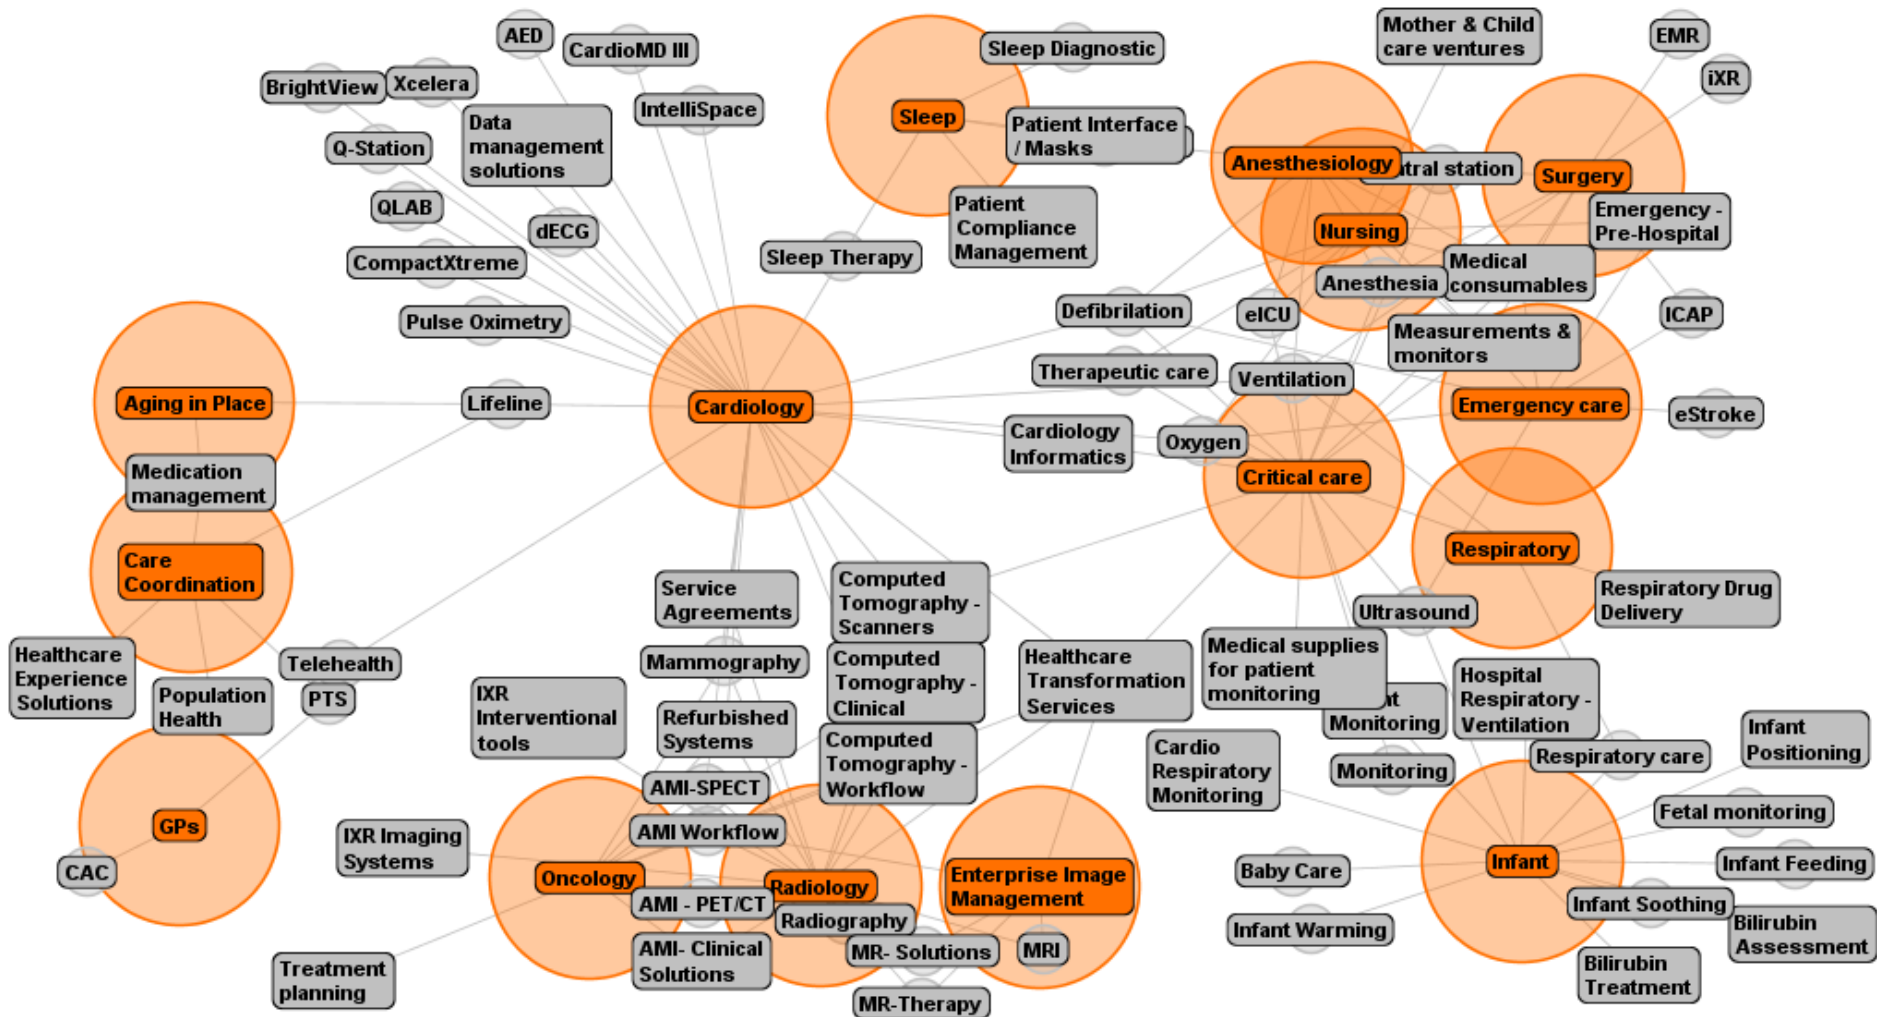 AED
CardioMD III
BrightView
Xcelera
IntelliSpace
Data
management
solutions
Q-Station
QLAB
dECG
CompactXtreme
Pulse Oximetry
Sleep Diagnostic
Sleep
Patient Interface
/ Masks
Patient
Compliance
Management
Sleep Therapy
Mother & Child
care ventures
EMR
iXR
Anesthesiology
station
Surgery
Nursing
Emergency -
Pre-Hospital
Anesthesia
Medical
consumables
Defibrilation
eICU
ICAP
Measurements &
monitors
Therapeutic care
Ventilation
Aging in Place
Lifeline
Cardiology
Emergency care
eStroke
Cardiology
Informatics
Oxygen
Critical care
Medication
management
Care
Coordination
Respiratory
Respiratory Drug
Delivery
Ultrasound
Service
Agreements
Computed
Tomography -
Scanners
Healthcare
Experience
Solutions
Telehealth
Population
Health
PTS
Mammography
Computed
Tomography -
Clinical
Healthcare
Transformation
Services
Medical supplies
for patient
monitoring
Monitoring
Hospital
Respiratory -
Ventilation
IXR
Interventional
tools
Refurbished
Systems
Computed
Tomography -
Workflow
Cardio
Respiratory
Monitoring
Monitoring
Respiratory care
Infant
Positioning
AMI-SPECT
AMI Workflow
GPs
IXR Imaging
Systems
Fetal monitoring
CAC
Oncology
Radiology
Enterprise Image
Management
Baby Care
Infant
Infant Feeding
AMI - PET/CT
Radiography
Infant Soothing
Infant Warming
Bilirubin
Assessment
AMI- Clinical
Solutions
MR- Solutions
MRI
Treatment
planning
Bilirubin
Treatment
MR-Therapy